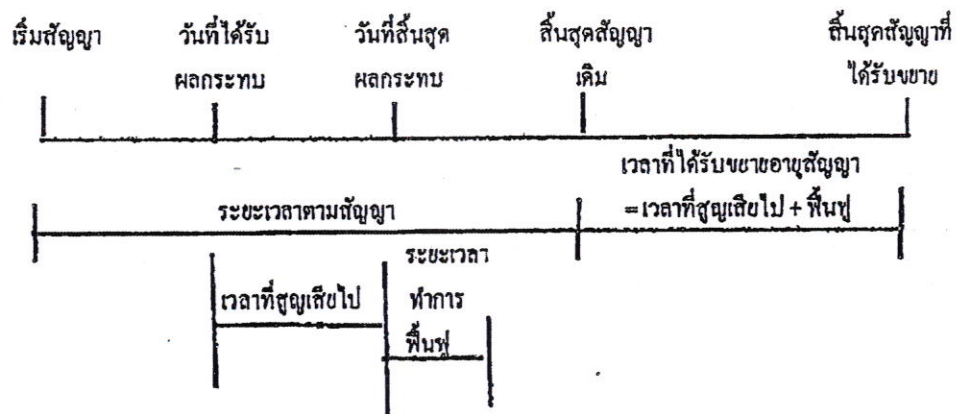 เริ่มสัญญา วันที่ได้รับ วันที่สิ้นสุด สิ้นสุดสัญญา สิ้นสุดสัญญาที่
ผลกระทบ ผลกระทบ เดิม ได้รับขยาย
เวลาที่ได้รับขยายอายุสัญญา
ระยะเวลาตามสัญญา =เวลาที่สูญเสียไป + ฟื้นฟู
ระยะเวลา
เวลาที่สูญเสียไป ทำการ
ฟื้นฟู